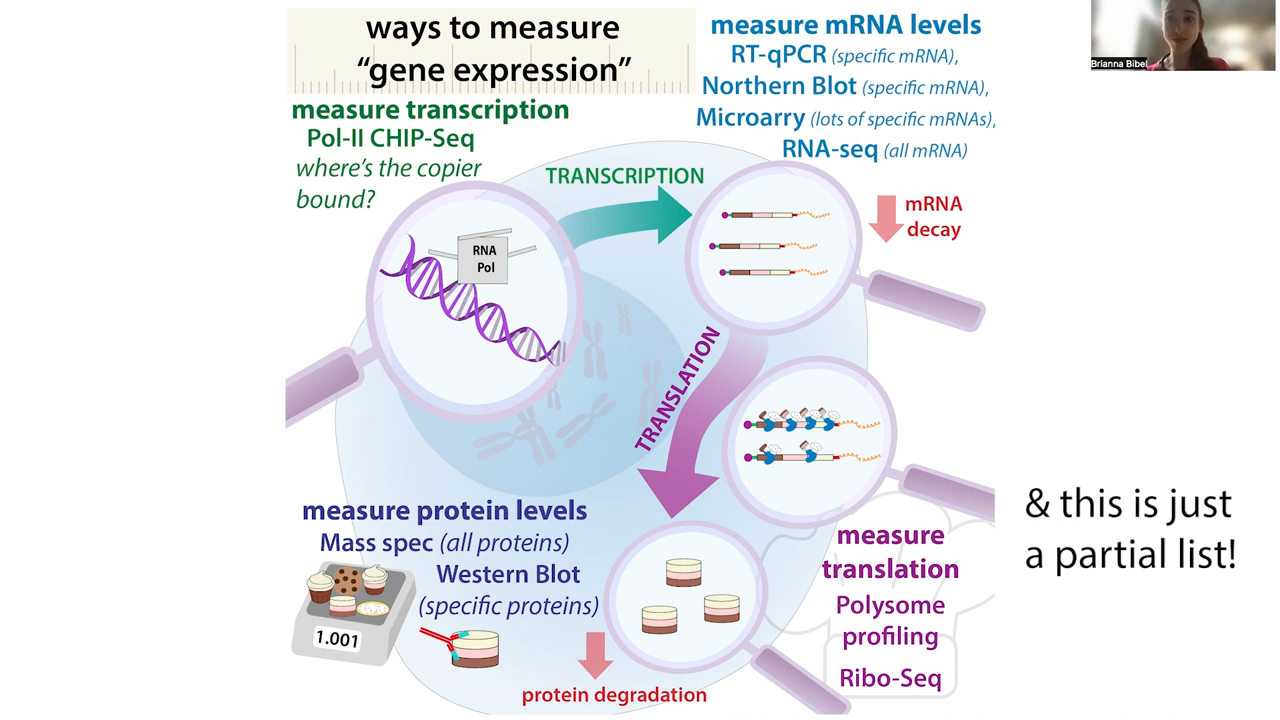 ways to measure
“gene expression”
measure transcription
Pol-II CHIP-Seq
where’s the copier
bound?
measure mRNA levels
RT-qPCR (specific mRNA),
Northern Blot (specific mRNA),
Microarry (lots of specific mRNAs),
RNA-seq (all mRNA)
Brianna Bibel
TRANSCRIPTION
mRNA
decay
RNA
Pol
TRANSLATION
measure protein levels
Mass spec (all proteins)
Western Blot
(specific proteins)
1.001
protein degradation
measure
translation
Polysome
profiling
Ribo-Seq
& this is just
a partial list!